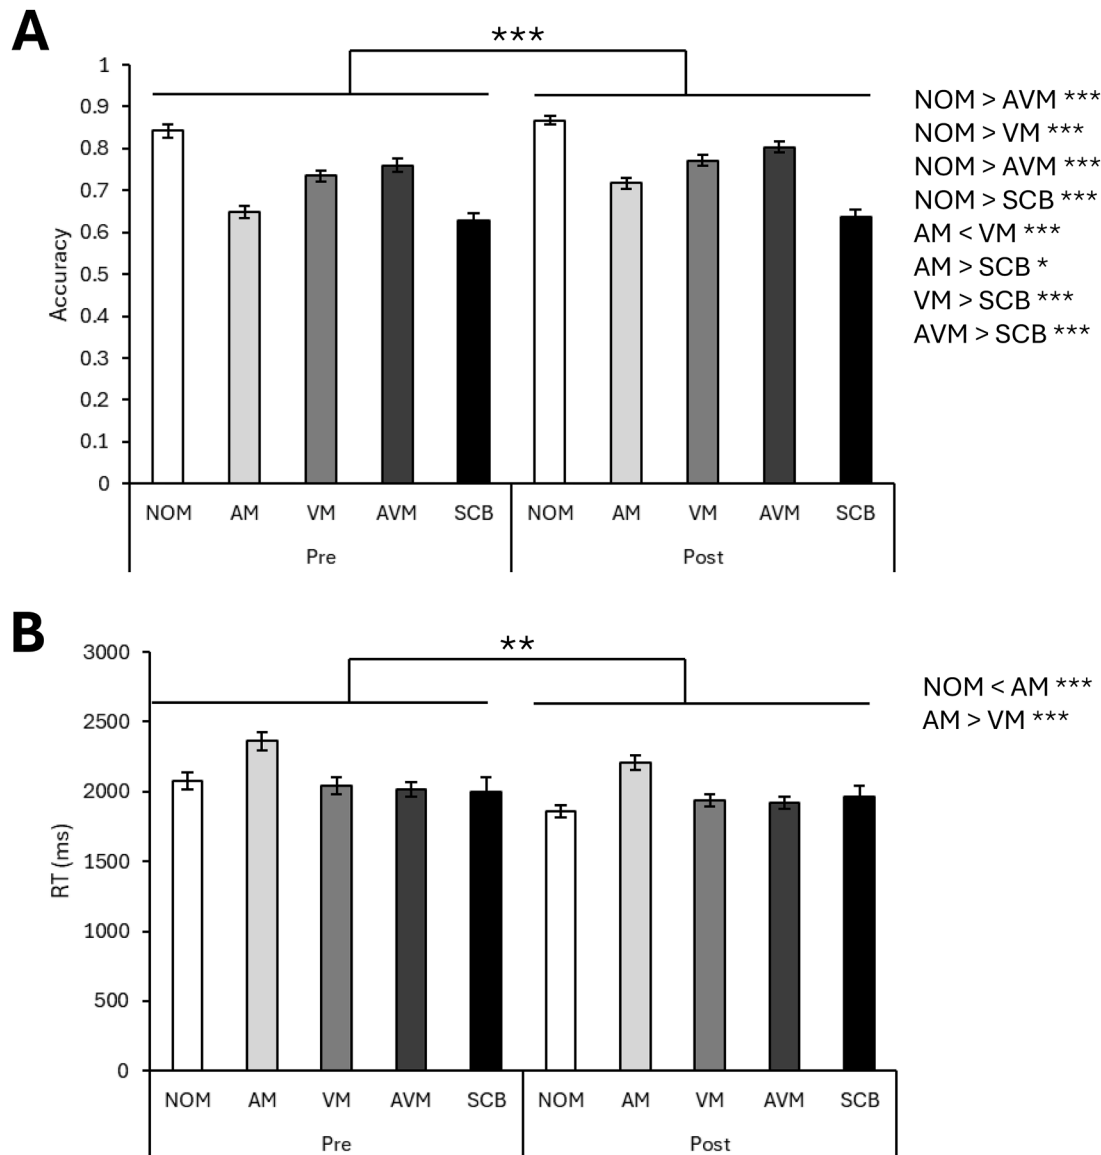 A
***
1
0.9
0.8
0.7
0.6
0.5
0.4
0.3
0.2
0.1
0
Accuracy
NOM AM VM AVM SCB NOM AM VM AVM SCB
Pre Post
NOM > AVM ***
NOM > VM ***
NOM > AVM ***
NOM > SCB ***
AM < VM ***
AM > SCB *
VM > SCB ***
AVM > SCB ***
B
**
3000
2500
2000
1500
1000
500
0
RT (ms)
NOM AM VM AVM SCB NOM AM VM AVM SCB
Pre Post
NOM < AM ***
AM > VM ***